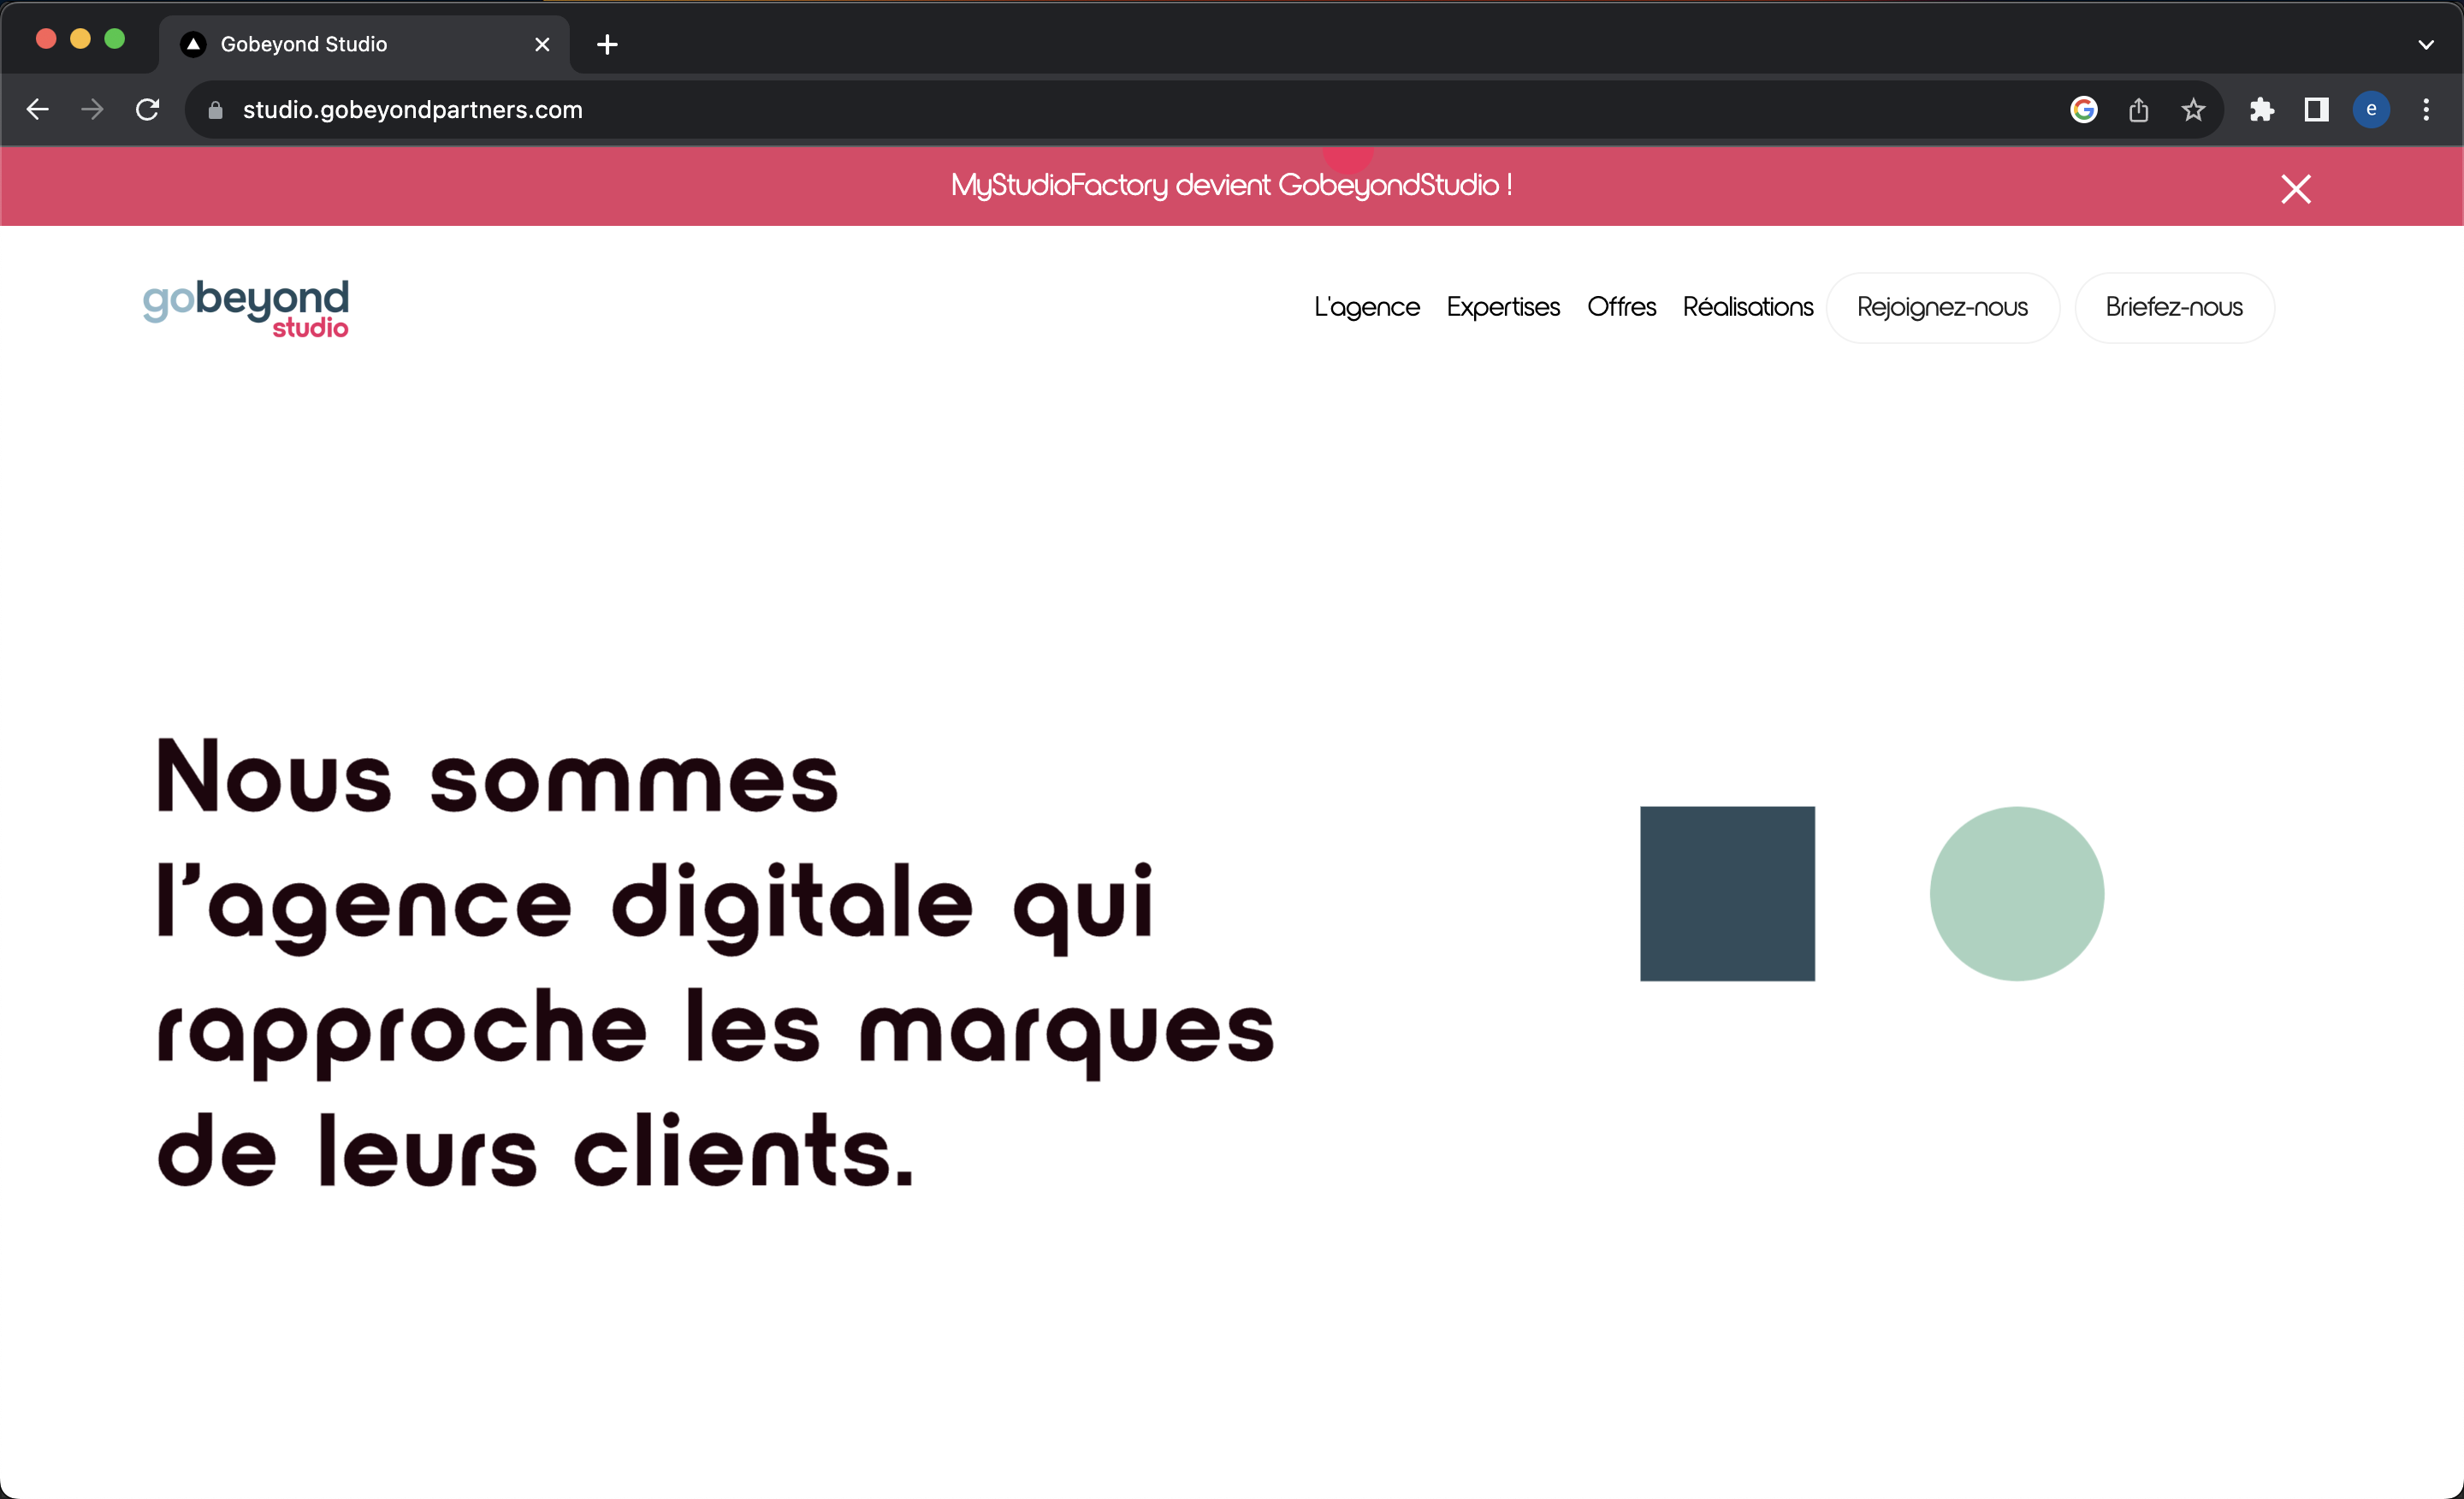 Gobeyond Studio
studio.gobeyondpartners.com
e
MyStudioFactory devient GobeyondStudio !
gobeyond
studio
L'agence Expertises Offres Réalisations Rejoignez-nous Briefez-nous
Nous sommes
l’agence digitale qui
rapproche les marques
de leurs clients.